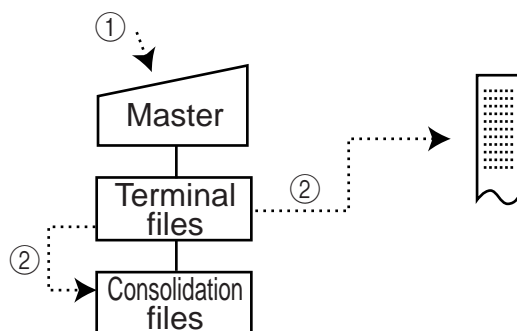 ①
Master
Terminal
files
②
②
Consolidation
files